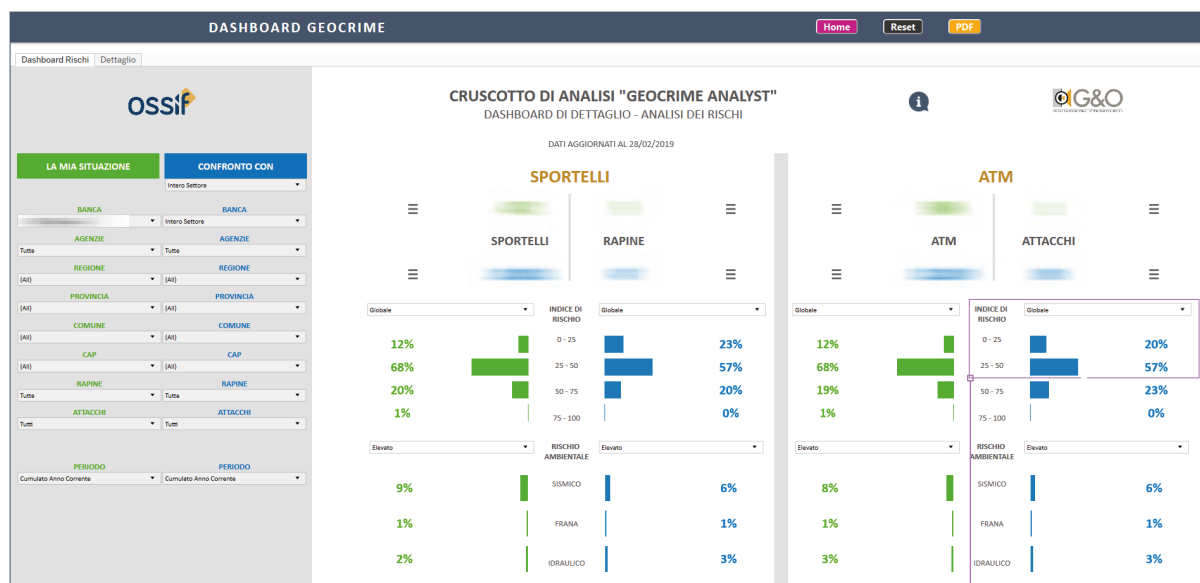 DASHBOARD GEOCRIME
Home Reset PDF
Dashboard Rischi Dettaglio
OSSIF
CRUSCOTTO DI ANALISI "GEOCRIME ANALYST"
DASHBOARD DI DETTAGLIO - ANALISI DEI RISCHI
G&O
DATI AGGIORNATI AL 28/02/2019
LA MIA SITUAZIONE CONFRONTO CON
Intero Settore
BANCA BANCA
Intero Settore
AGENZIE AGENZIE
Tutte Tutte
REGIONE REGIONE
(All) (All)
PROVINCIA PROVINCIA
(All) (All)
COMUNE COMUNE
(All) (All)
CAP CAP
(All) (All)
RAPINE RAPINE
Tutte Tutte
ATTACCHI ATTACCHI
Tutti Tutti
PERIODO PERIODO
Cumulato Anno Corrente Cumulato Anno Corrente
SPORTELLI
SPORTELLI RAPINE
Globale INDICE DI RISCHIO Globale
12% 0 - 25 23%
68% 25 - 50 57%
20% 50 - 75 20%
1% 75 - 100 0%
Elevato RISCHIO AMBIENTALE Elevato
9% SISMICO 6%
1% FRANA 1%
2% IDRAULICO 3%
ATM
ATM ATTACCHI
Globale INDICE DI RISCHIO Globale
12% 0 - 25 20%
68% 25 - 50 57%
19% 50 - 75 23%
1% 75 - 100 0%
Elevato RISCHIO AMBIENTALE Elevato
8% SISMICO 6%
1% FRANA 1%
3% IDRAULICO 3%